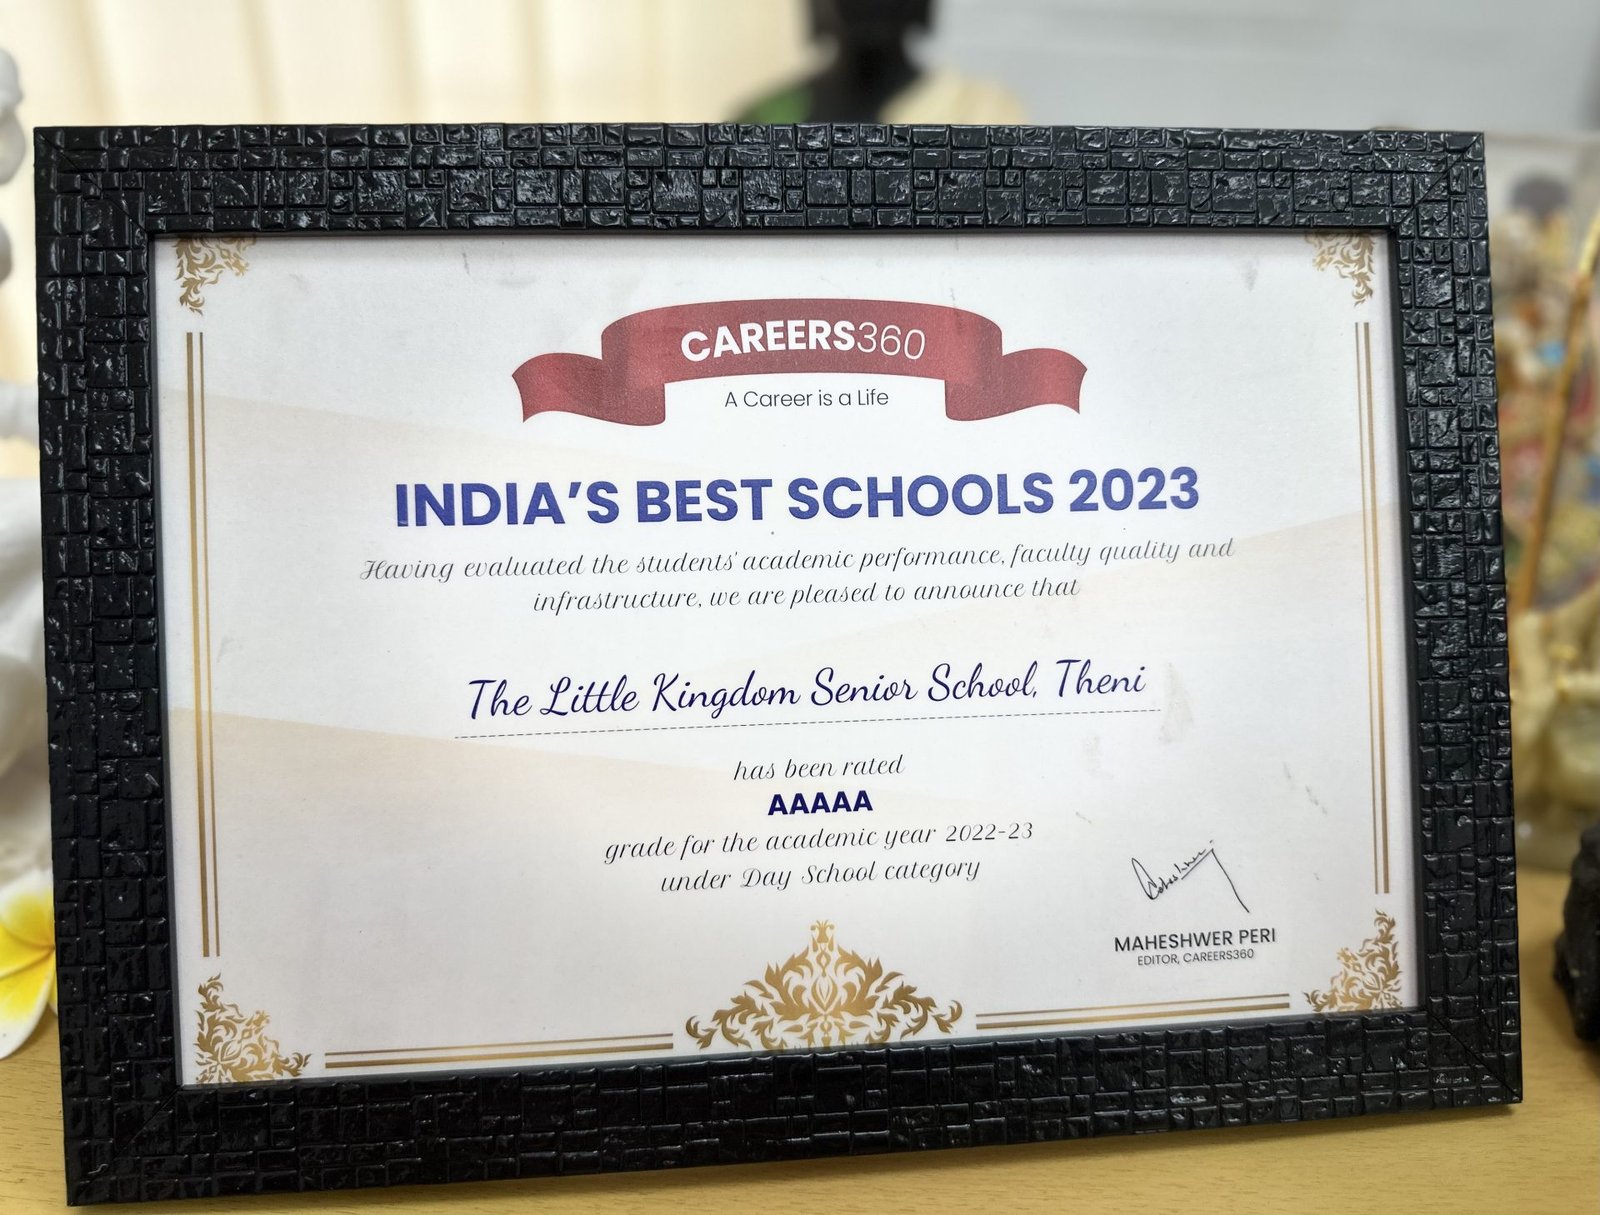 CAREERS360
A Career is a Life
INDIA'S BEST SCHOOLS 2023
Having evaluated the students' academic performance, faculty quality and
infrastructure, we are pleased to announce that
The Little Kingdom Senior School, Theni
has been rated
AAAAA
grade for the academic year 2022-23
under Day School category
MAHESHWER PERI
EDITOR, CAREERS360